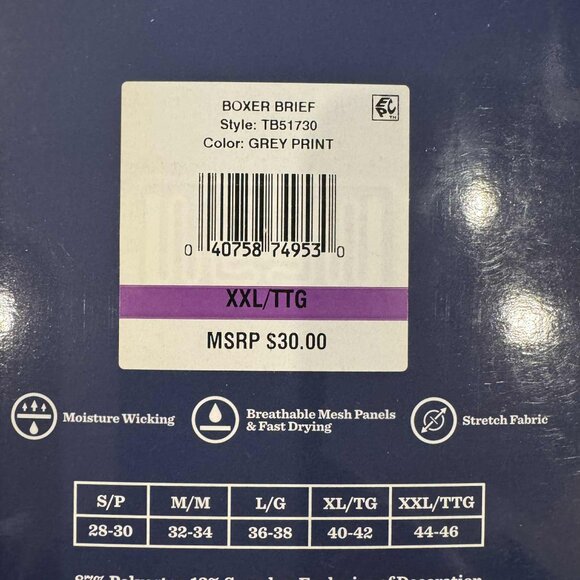 BOXER BRIEF
Style: TB51730
Color: GREY PRINT
EPC
TM
0 40758 74953 0
XXL/TTG
MSRP $30.00
Moisture Wicking
Breathable Mesh Panels
& Fast Drying
Stretch Fabric
S/P M/M L/G XL/TG XXL/TTG
28-30 32-34 36-38 40-42 44-46